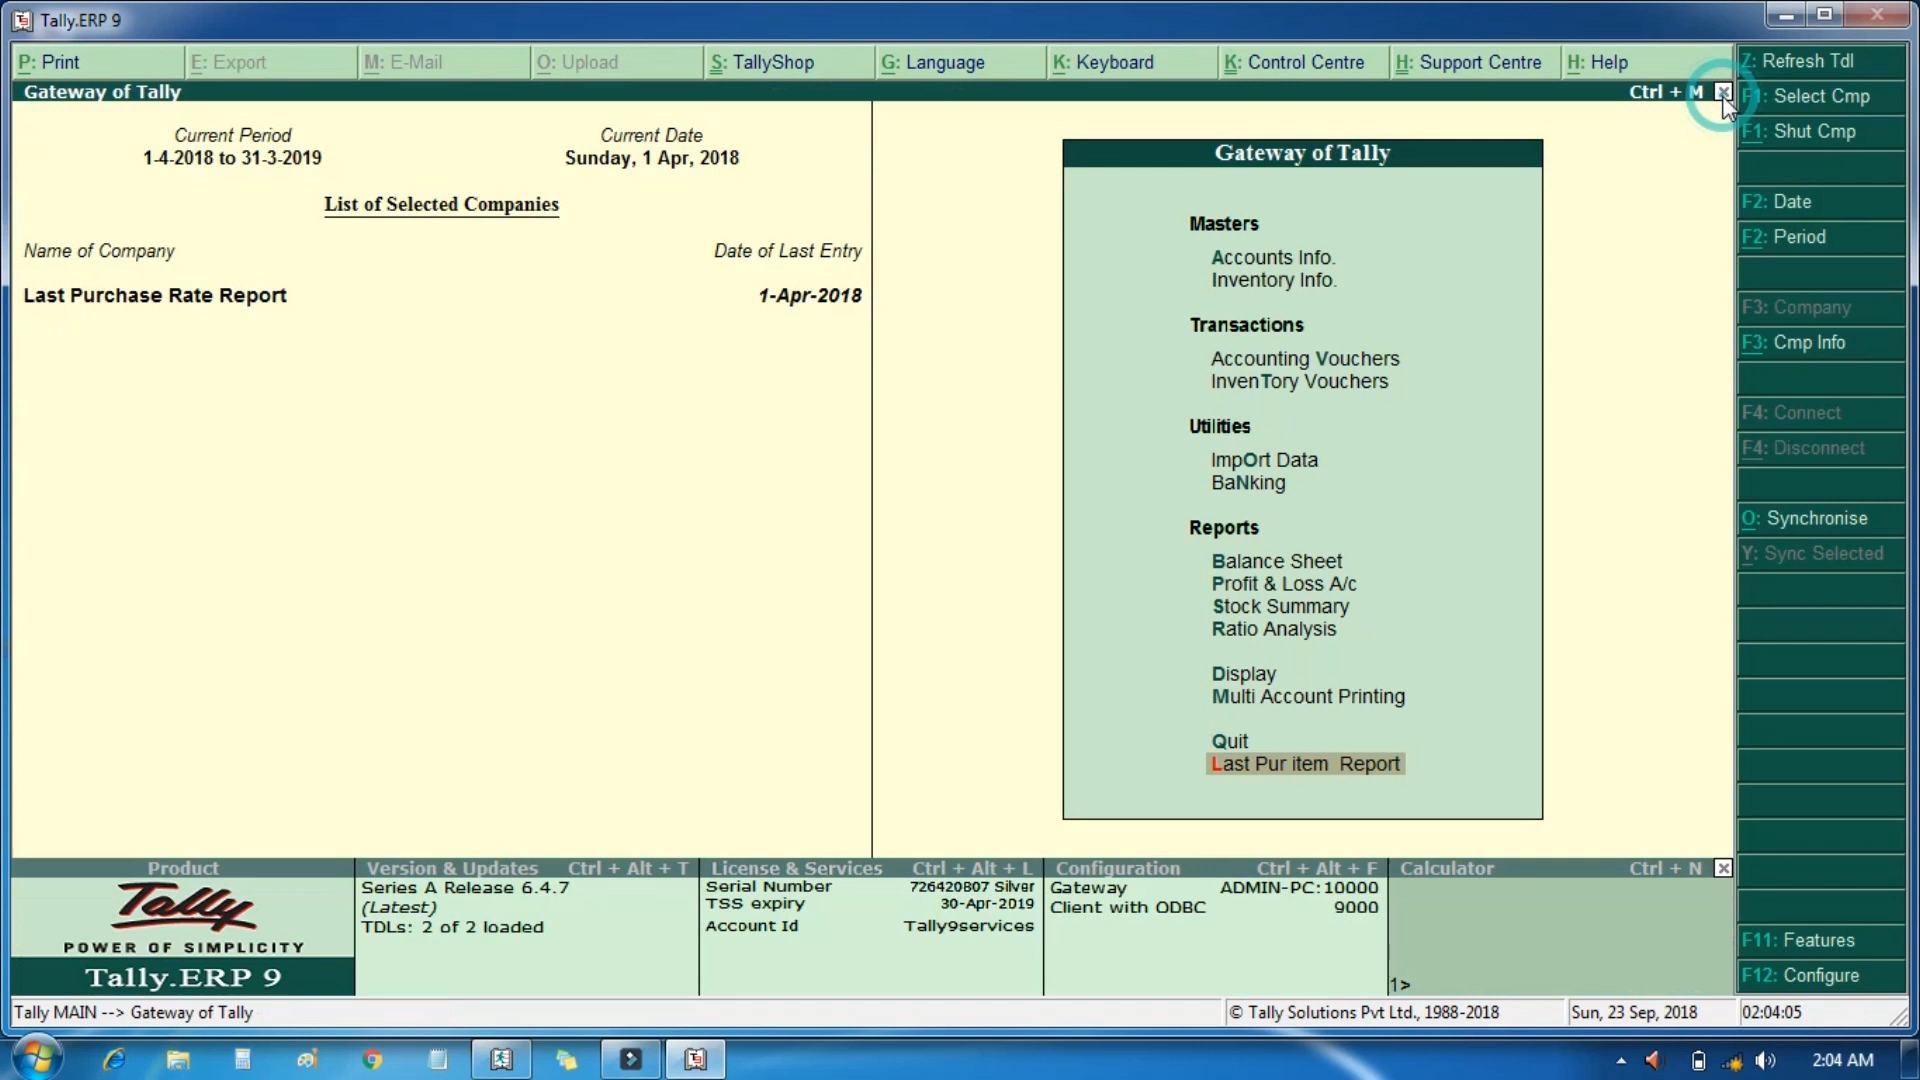 Tally.ERP 9
P: Print
E: Export
M: E-Mail
O: Upload
S: TallyShop
G: Language
K: Keyboard
K: Control Centre
H: Support Centre
H: Help
Gateway of Tally
Ctrl + M
Current Period
1-4-2018 to 31-3-2019
Current Date
Sunday, 1 Apr, 2018
List of Selected Companies
Name of Company
Date of Last Entry
Last Purchase Rate Report
1-Apr-2018
Gateway of Tally
Masters
Accounts Info.
Inventory Info.
Transactions
Accounting Vouchers
InvenTory Vouchers
Utilities
ImpOrt Data
BaNking
Reports
Balance Sheet
Profit & Loss A/c
Stock Summary
Ratio Analysis
Display
Multi Account Printing
Quit
Last Pur item Report
Z: Refresh Tdl
F1: Select Cmp
F1: Shut Cmp
F2: Date
F2: Period
F3: Company
F3: Cmp Info
F4: Connect
F4: Disconnect
O: Synchronise
Y: Sync Selected
F11: Features
F12: Configure
Product
Tally
POWER OF SIMPLICITY
Tally.ERP 9
Version & Updates Ctrl + Alt + T
Series A Release 6.4.7
(Latest)
TDLs: 2 of 2 loaded
License & Services Ctrl + Alt + L
Serial Number 726420807 Silver
TSS expiry 30-Apr-2019
Account Id Tally9services
Configuration Ctrl + Alt + F
Gateway ADMIN-PC:10000
Client with ODBC 9000
Calculator Ctrl + N
1>
Tally MAIN --> Gateway of Tally
© Tally Solutions Pvt Ltd., 1988-2018
Sun, 23 Sep, 2018
02:04:05
2:04 AM